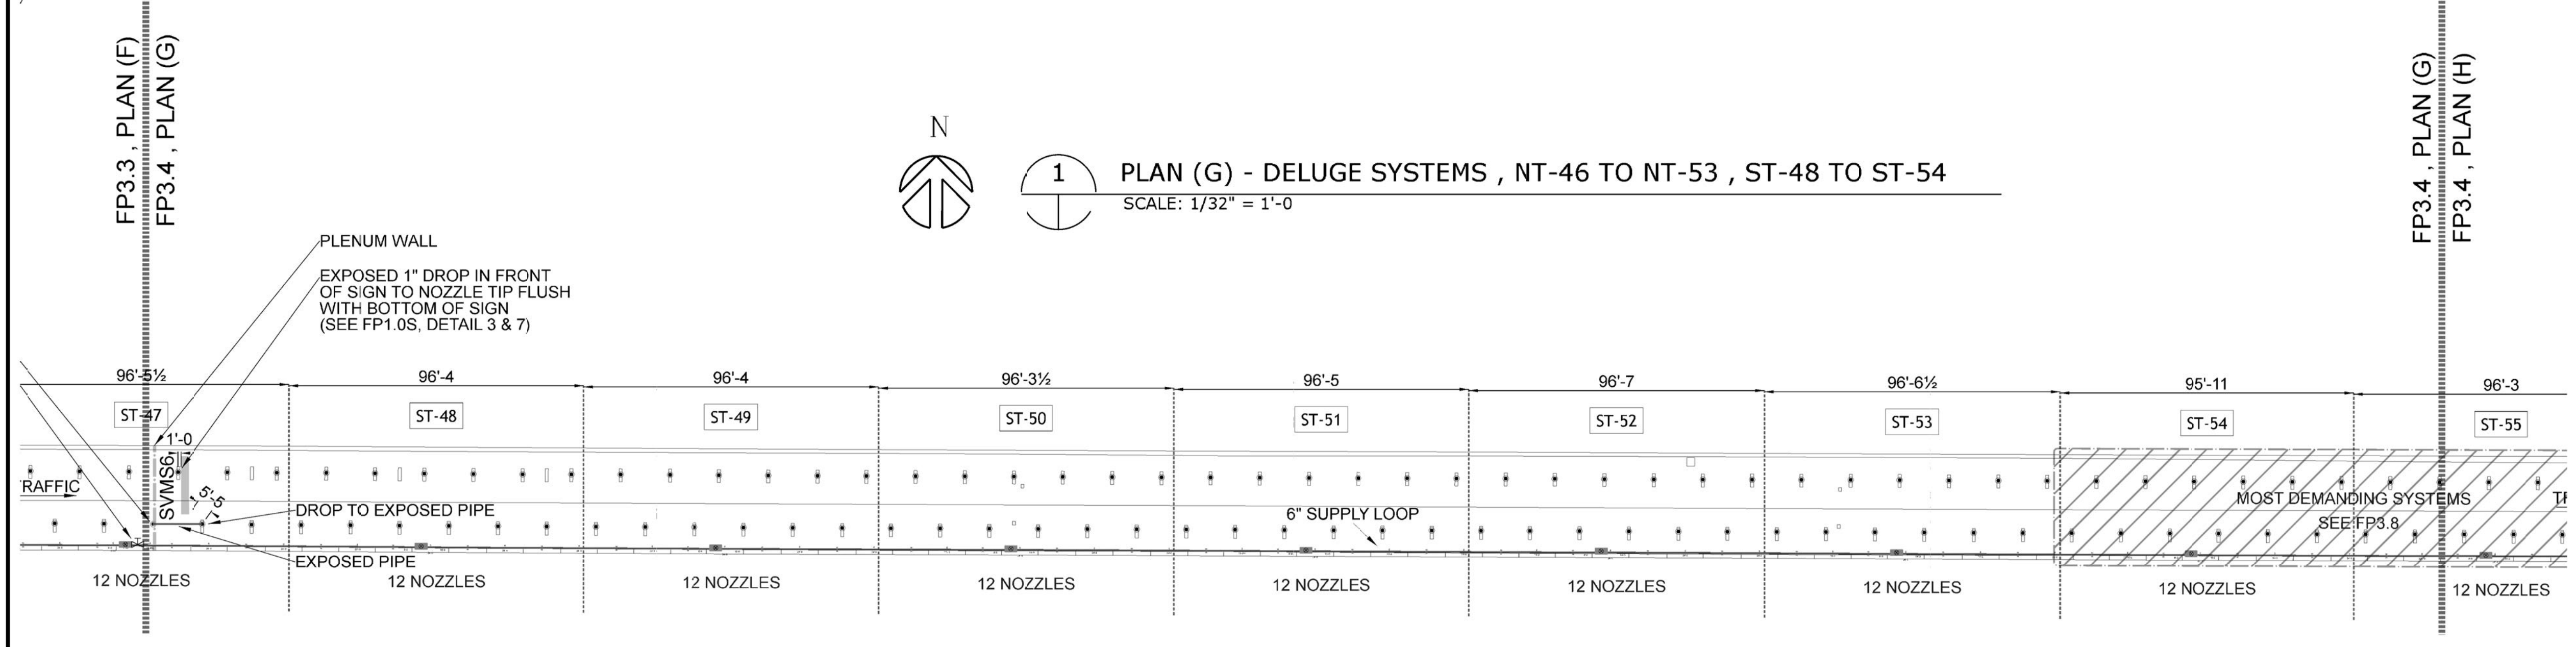 FP3.3 , PLAN (F)
FP3.4 , PLAN (G)
N
1
PLAN (G) - DELUGE SYSTEMS , NT-46 TO NT-53 , ST-48 TO ST-54
SCALE: 1/32" = 1'-0
FP3.4 , PLAN (G)
FP3.4 , PLAN (H)
PLENUM WALL
EXPOSED 1" DROP IN FRONT
OF SIGN TO NOZZLE TIP FLUSH
WITH BOTTOM OF SIGN
(SEE FP1.0S, DETAIL 3 & 7)
96'-5½
96'-4
96'-4
96'-3½
96'-5
96'-7
96'-6½
95'-11
96'-3
ST-47
ST-48
ST-49
ST-50
ST-51
ST-52
ST-53
ST-54
ST-55
1'-0
SVMS6
5'-5
RAFFIC
DROP TO EXPOSED PIPE
6" SUPPLY LOOP
MOST DEMANDING SYSTEMS
SEE FP3.8
EXPOSED PIPE
12 NOZZLES
12 NOZZLES
12 NOZZLES
12 NOZZLES
12 NOZZLES
12 NOZZLES
12 NOZZLES
12 NOZZLES
12 NOZZLES